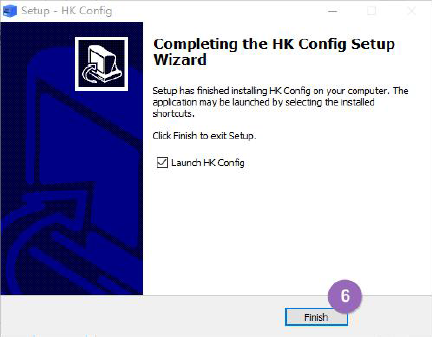 Setup - HK Config
Completing the HK Config Setup
Wizard
Setup has finished installing HK Config on your computer. The
application may be launched by selecting the installed
shortcuts.
Click Finish to exit Setup.
Launch HK Config
6
Finish